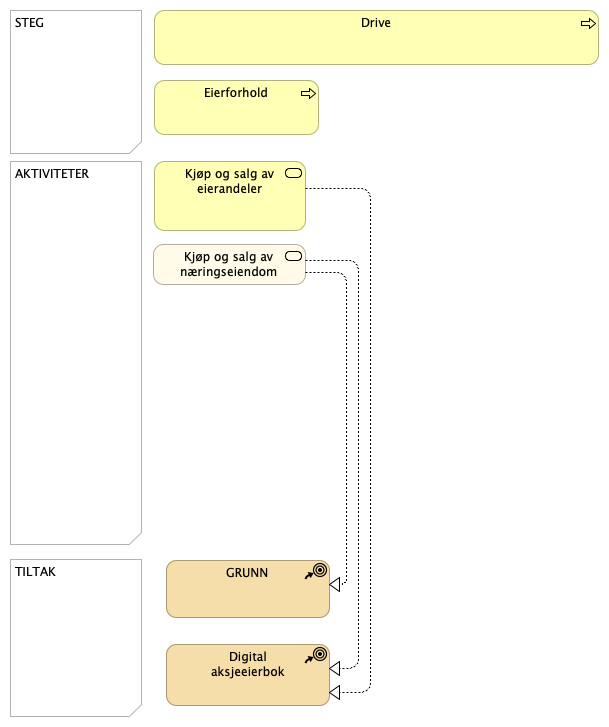 STEG
Drive
Eierforhold
AKTIVITETER
Kjøp og salg av
eierandeler
Kjøp og salg av
næringseiendom
TILTAK
GRUNN
Digital
aksjeeierbok